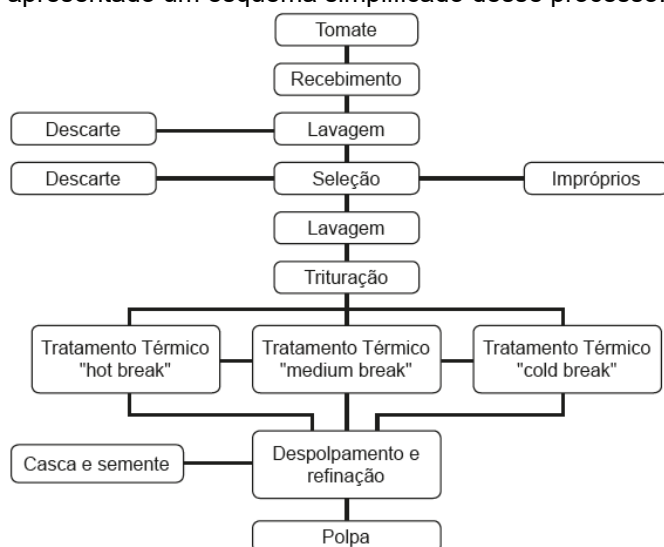 apresentado um esquema simplificado desse processo.
Tomate
Recebimento
Descarte
Lavagem
Descarte
Seleção
Impróprios
Lavagem
Trituração
Tratamento Térmico
"hot break"
Tratamento Térmico
"medium break"
Tratamento Térmico
"cold break"
Casca e semente
Despolpamento e
refinação
Polpa